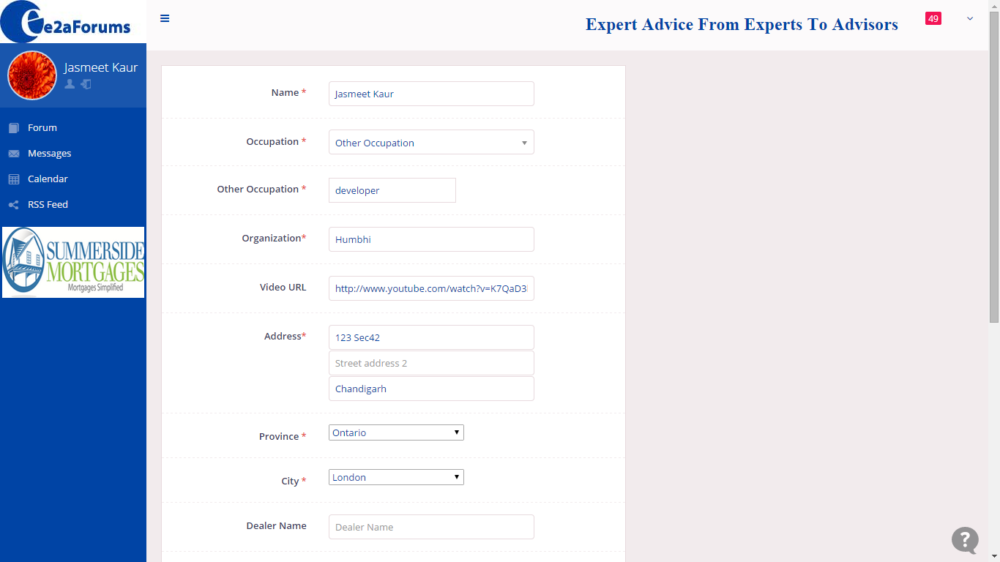 e2aForums
Expert Advice From Experts To Advisors
49
Jasmeet Kaur
Forum
Messages
Calendar
RSS Feed
SUMMERSIDE
MORTGAGES
Mortgages Simplified
Name * Jasmeet Kaur
Occupation * Other Occupation
Other Occupation * developer
Organization* Humbhi
Video URL http://www.youtube.com/watch?v=K7QaD3
Address* 123 Sec42
Street address 2
Chandigarh
Province * Ontario
City * London
Dealer Name Dealer Name
?